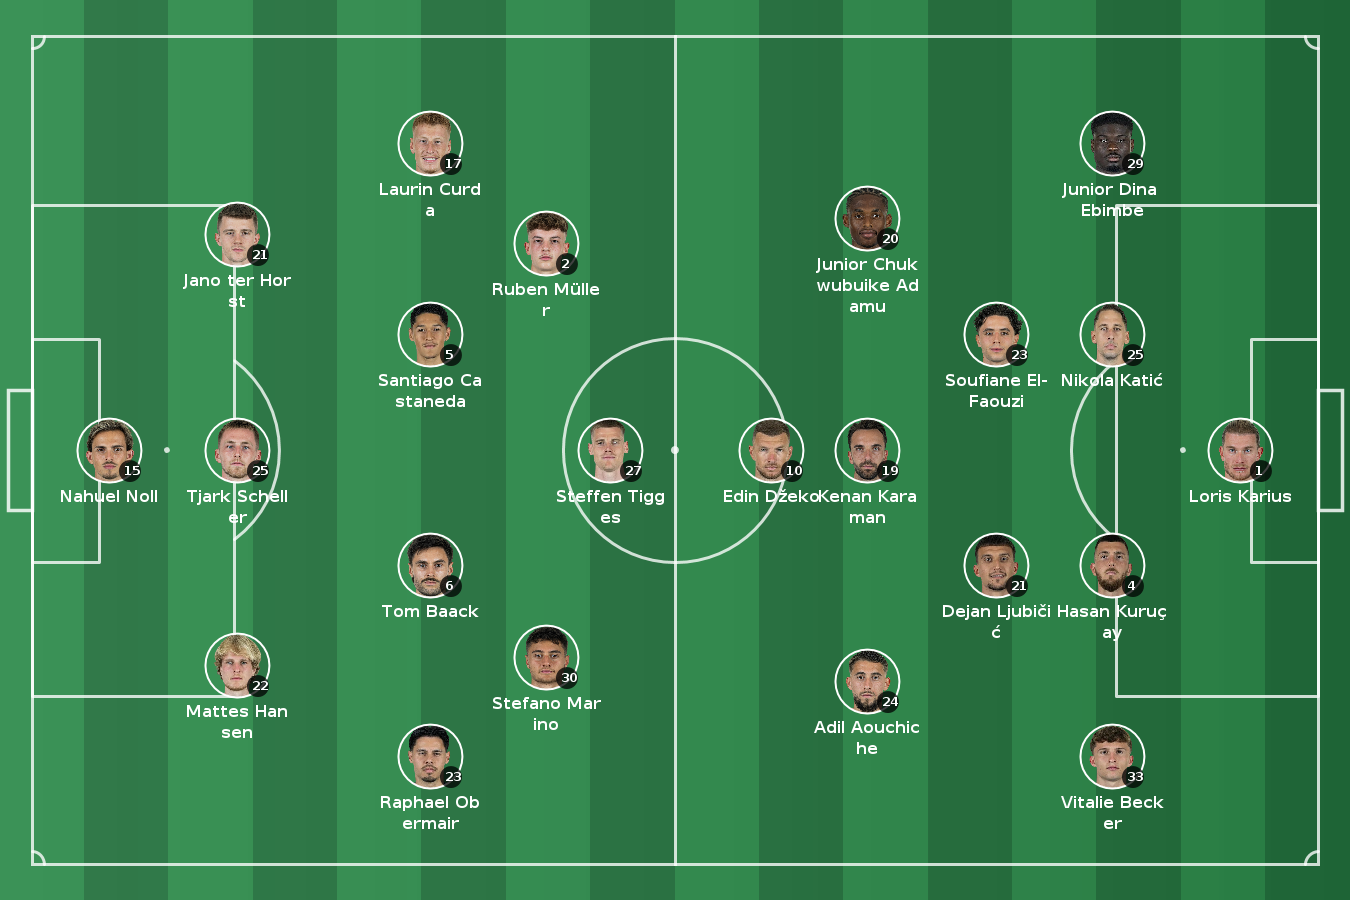 17
Laurin Curd
a
29
Junior Dina
Ebimbe
21
Jano ter Hor
st
2
Ruben Mülle
r
20
Junior Chuk
wubuike Ad
amu
5
Santiago Ca
staneda
23
Soufiane El-
Faouzi
25
Nikola Katić
15
Nahuel Noll
25
Tjark Schell
er
27
Steffen Tigg
es
10
Edin Džeko
19
Kenan Kara
man
1
Loris Karius
6
Tom Baack
21
Dejan Ljubiči
ć
4
Hasan Kuruç
ay
22
Mattes Han
sen
30
Stefano Mar
ino
24
Adil Aouchic
he
23
Raphael Ob
ermair
33
Vitalie Beck
er